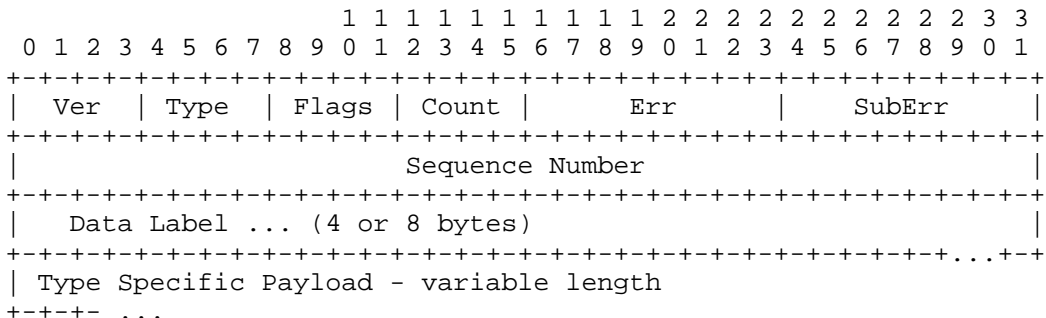 1 1 1 1 1 1 1 1 1 1 2 2 2 2 2 2 2 2 2 2 3 3
 0 1 2 3 4 5 6 7 8 9 0 1 2 3 4 5 6 7 8 9 0 1 2 3 4 5 6 7 8 9 0 1
+-+-+-+-+-+-+-+-+-+-+-+-+-+-+-+-+-+-+-+-+-+-+-+-+-+-+-+-+-+-+-+-+
|  Ver  | Type  | Flags | Count |      Err      |    SubErr     |
+-+-+-+-+-+-+-+-+-+-+-+-+-+-+-+-+-+-+-+-+-+-+-+-+-+-+-+-+-+-+-+-+
|                        Sequence Number                        |
+-+-+-+-+-+-+-+-+-+-+-+-+-+-+-+-+-+-+-+-+-+-+-+-+-+-+-+-+-+-+-+-+
|   Data Label ... (4 or 8 bytes)                               |
+-+-+-+-+-+-+-+-+-+-+-+-+-+-+-+-+-+-+-+-+-+-+-+-+-+-+-+-+-+...+-+
| Type Specific Payload - variable length
+-+-+- ...